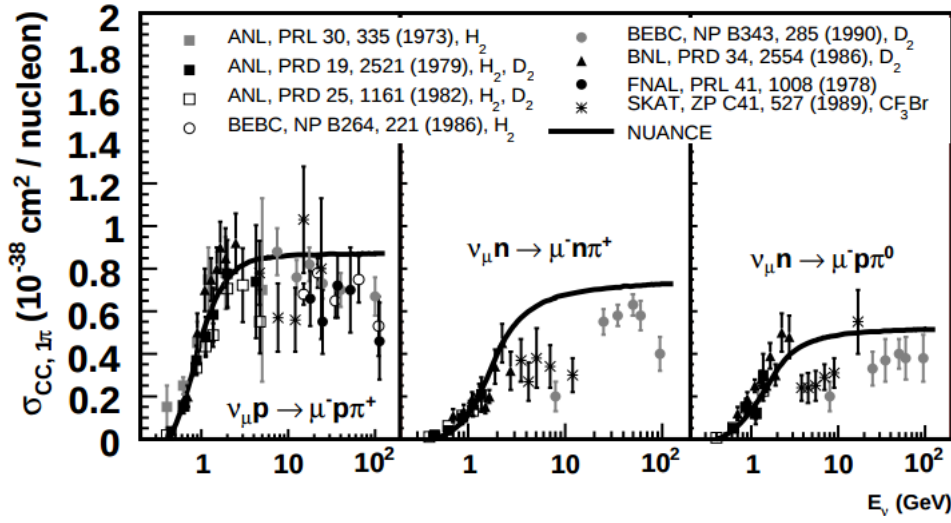 σCC, 1π (10⁻³⁸ cm² / nucleon)
2
1.8
1.6
1.4
1.2
1
0.8
0.6
0.4
0.2
0
ANL, PRL 30, 335 (1973), H₂
ANL, PRD 19, 2521 (1979), H₂, D₂
ANL, PRD 25, 1161 (1982), H₂, D₂
BEBC, NP B264, 221 (1986), H₂
BEBC, NP B343, 285 (1990), D₂
BNL, PRD 34, 2554 (1986), D₂
FNAL, PRL 41, 1008 (1978)
SKAT, ZP C41, 527 (1989), CF₃Br
NUANCE
νμp → μ⁻pπ⁺
νμn → μ⁻nπ⁺
νμn → μ⁻pπ⁰
1 10 10²
1 10 10²
1 10 10²
Eν (GeV)